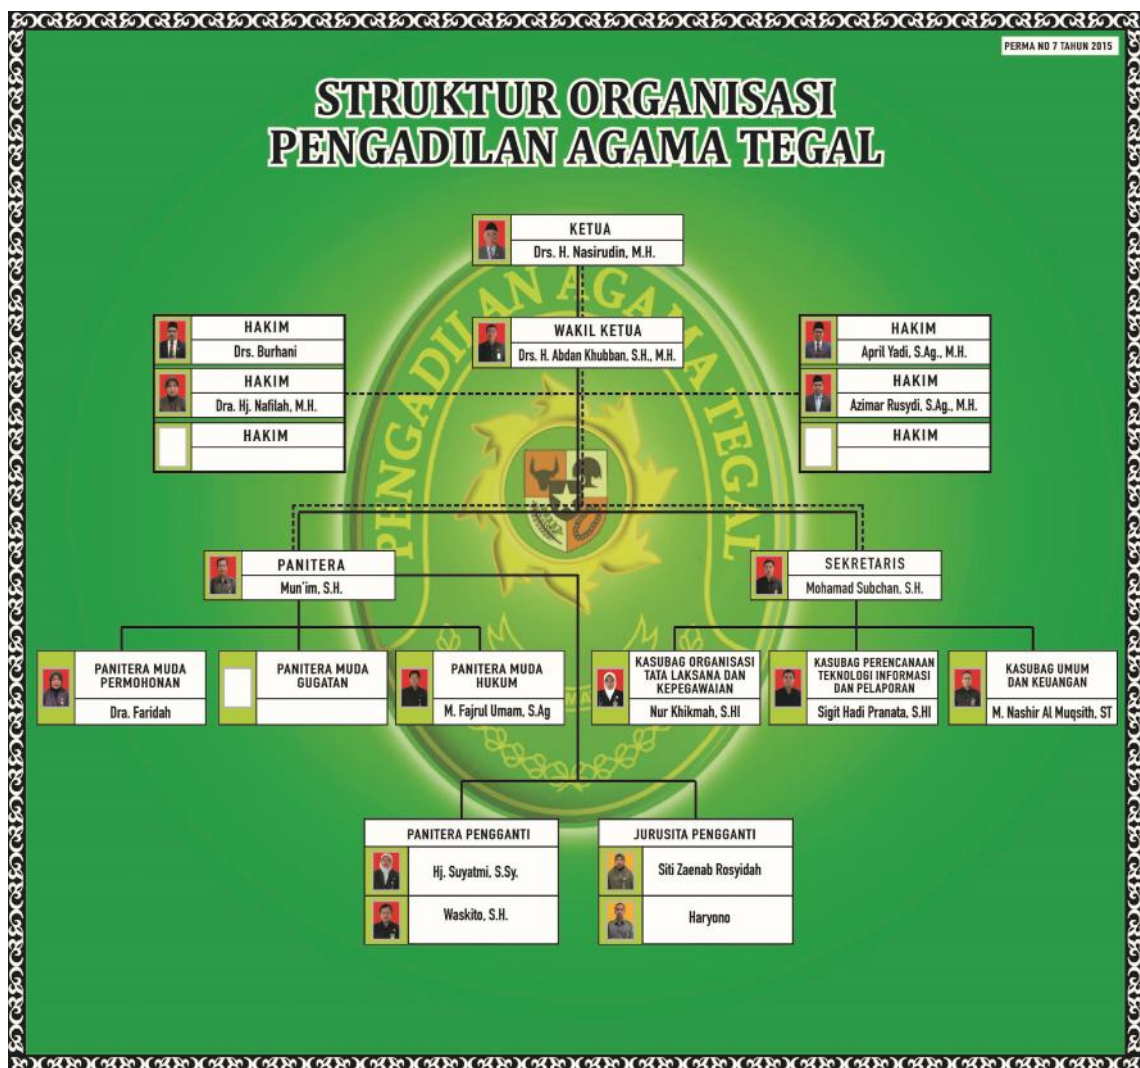 PERMA NO 7 TAHUN 2015
STRUKTUR ORGANISASI
PENGADILAN AGAMA TEGAL
KETUA
Drs. H. Nasirudin, M.H.
HAKIM
Drs. Burhani
HAKIM
Dra. Hj. Nafilah, M.H.
HAKIM
WAKIL KETUA
Drs. H. Abdan Khubban, S.H., M.H.
HAKIM
April Yadi, S.Ag., M.H.
HAKIM
Azimar Rusydi, S.Ag., M.H.
HAKIM
PENGADILAN AGAMA TEGAL
PANITERA
Mun'im, S.H.
SEKRETARIS
Mohamad Subchan, S.H.
PANITERA MUDA
PERMOHONAN
Dra. Faridah
PANITERA MUDA
GUGATAN
PANITERA MUDA
HUKUM
M. Fajrul Umam, S.Ag
KASUBAG ORGANISASI
TATA LAKSANA DAN
KEPEGAWAIAN
Nur Khikmah, S.HI
KASUBAG PERENCANAAN
TEKNOLOGI INFORMASI
DAN PELAPORAN
Sigit Hadi Pranata, S.HI
KASUBAG UMUM
DAN KEUANGAN
M. Nashir Al Muqsith, ST
PANITERA PENGGANTI
Hj. Suyatmi, S.Sy.
Waskito, S.H.
JURUSITA PENGGANTI
Siti Zaenab Rosyidah
Haryono